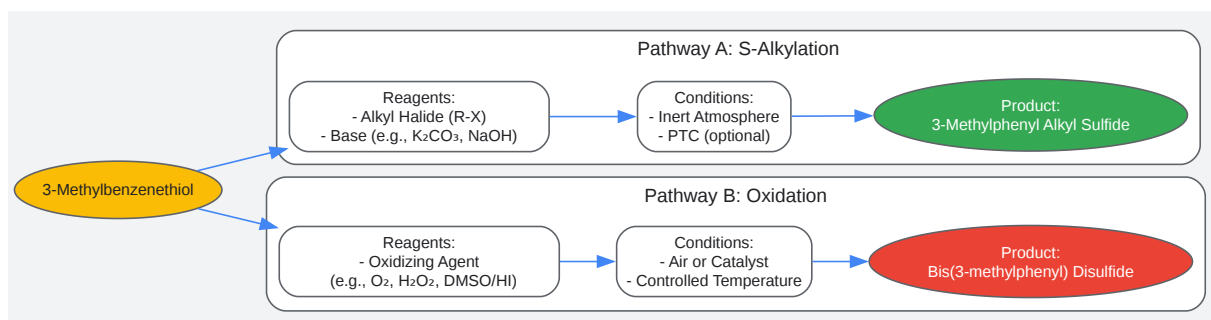 3-Methylbenzenethiol
Pathway A: S-Alkylation
Reagents:
- Alkyl Halide (R-X)
- Base (e.g., K₂CO₃, NaOH)
Conditions:
- Inert Atmosphere
- PTC (optional)
Product:
3-Methylphenyl Alkyl Sulfide
Pathway B: Oxidation
Reagents:
- Oxidizing Agent
(e.g., O₂, H₂O₂, DMSO/HI)
Conditions:
- Air or Catalyst
- Controlled Temperature
Product:
Bis(3-methylphenyl) Disulfide